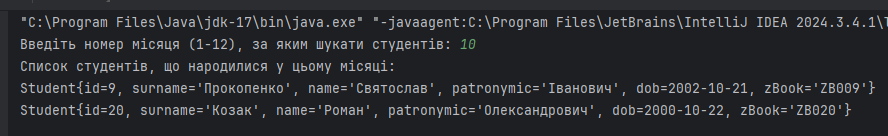 "C:\Program Files\Java\jdk-17\bin\java.exe" "-javaagent:C:\Program Files\JetBrains\IntelliJ IDEA 2024.3.4.1\
Введіть номер місяця (1-12), за яким шукати студентів: 10
Список студентів, що народилися у цьому місяці:
Student{id=9, surname='Прокопенко', name='Святослав', patronymic='Іванович', dob=2002-10-21, zBook='ZB009'}
Student{id=20, surname='Козак', name='Роман', patronymic='Олександрович', dob=2000-10-22, zBook='ZB020'}